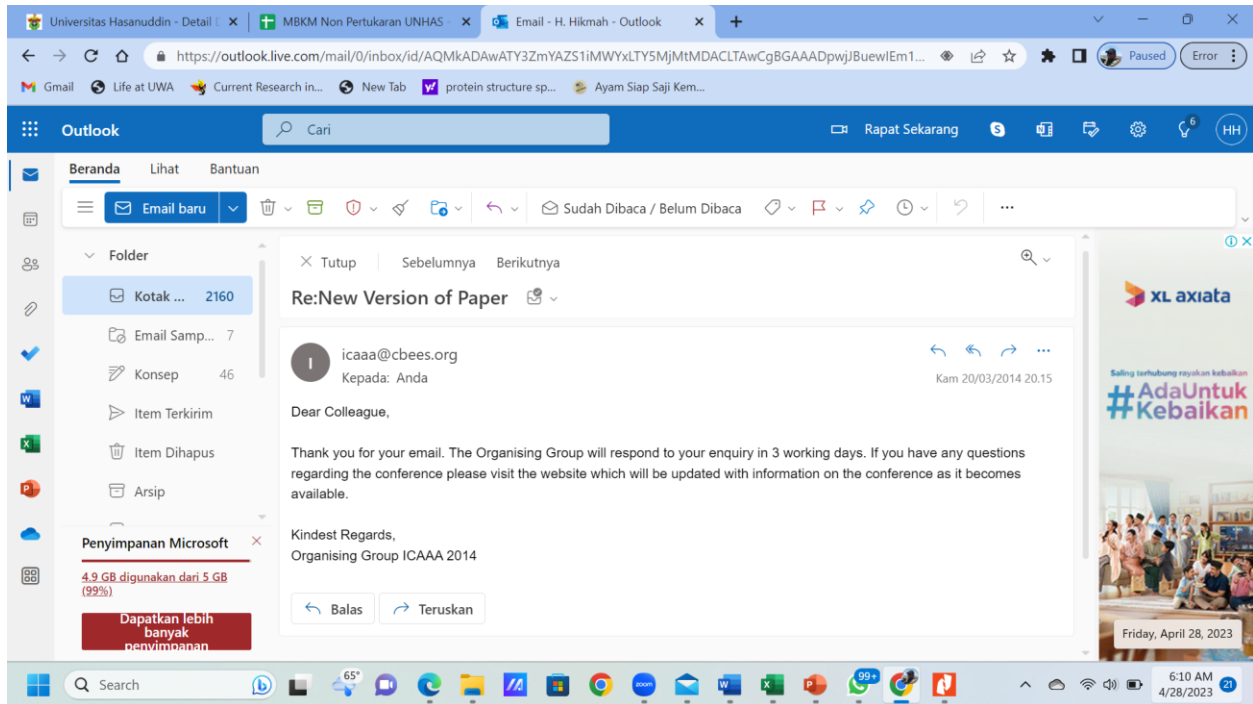 Universitas Hasanuddin - Detail
MBKM Non Pertukaran UNHAS -
Email - H. Hikmah - Outlook
https://outlook.live.com/mail/0/inbox/id/AQMkADAwATY3ZmYAZS1iMWYxLTY5MjMtMDACLTAwCgBGAAADpwjJBuewIEm1...
Paused
Error
Gmail
Life at UWA
Current Research in...
New Tab
protein structure sp...
Ayam Siap Saji Kem...
Outlook
Cari
Rapat Sekarang
6
HH
Beranda
Lihat
Bantuan
Email baru
Sudah Dibaca / Belum Dibaca
Folder
Kotak ... 2160
Email Samp... 7
Konsep 46
Item Terkirim
Item Dihapus
Arsip
Penyimpanan Microsoft
4.9 GB digunakan dari 5 GB
(99%)
Dapatkan lebih
banyak
penyimpanan
Tutup
Sebelumnya
Berikutnya
Re:New Version of Paper
I
icaaa@cbees.org
Kepada: Anda
Kam 20/03/2014 20.15
Dear Colleague,
Thank you for your email. The Organising Group will respond to your enquiry in 3 working days. If you have any questions
regarding the conference please visit the website which will be updated with information on the conference as it becomes
available.
Kindest Regards,
Organising Group ICAAA 2014
Balas
Teruskan
XL axiata
Saling terhubung rayakan kebaikan
#AdaUntuk
Kebaikan
Friday, April 28, 2023
Search
65°
zoom
99+
6:10 AM
4/28/2023
21